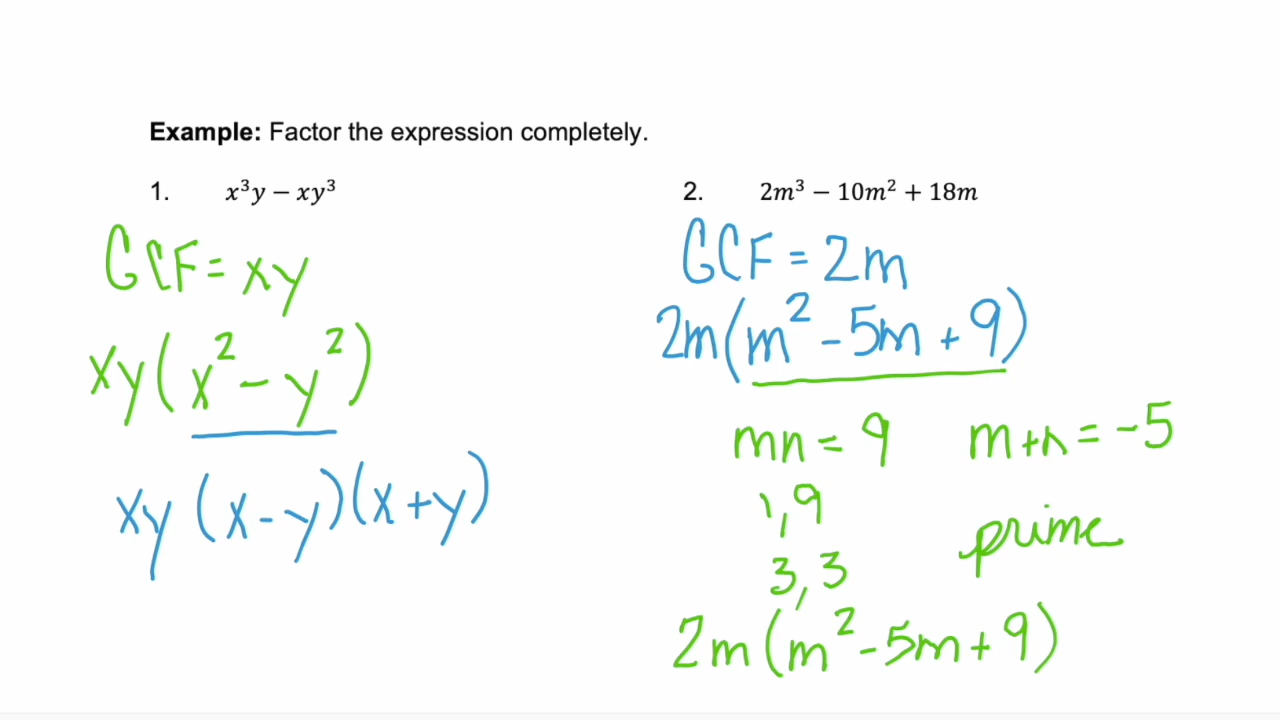 Example: Factor the expression completely.
1. x³y − xy³
GCF = xy
xy(x² − y²)
xy(x-y)(x+y)
2. 2m³ − 10m² + 18m
GCF = 2m
2m(m² - 5m + 9)
mn = 9 m+n = -5
1, 9
3, 3
prime
2m(m² - 5m + 9)